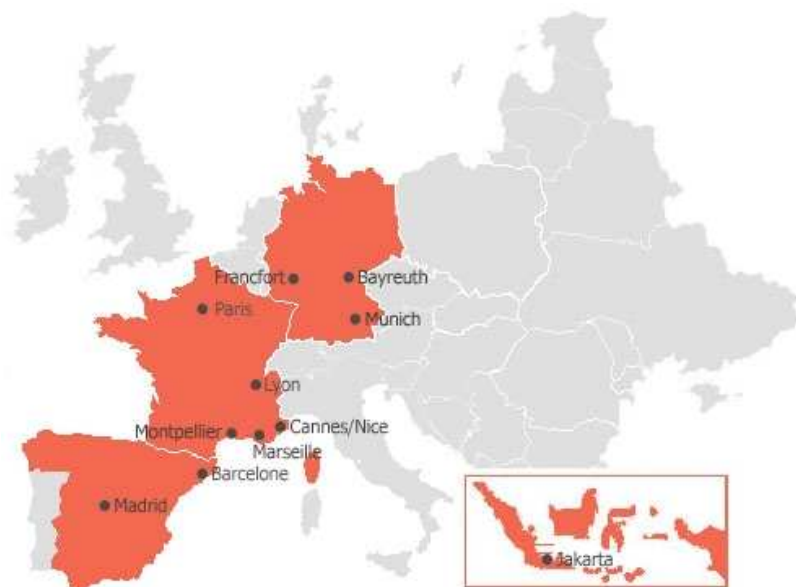 Francfort
Bayreuth
Paris
Munich
Lyon
Montpellier
Cannes/Nice
Marseille
Barcelone
Madrid
Jakarta